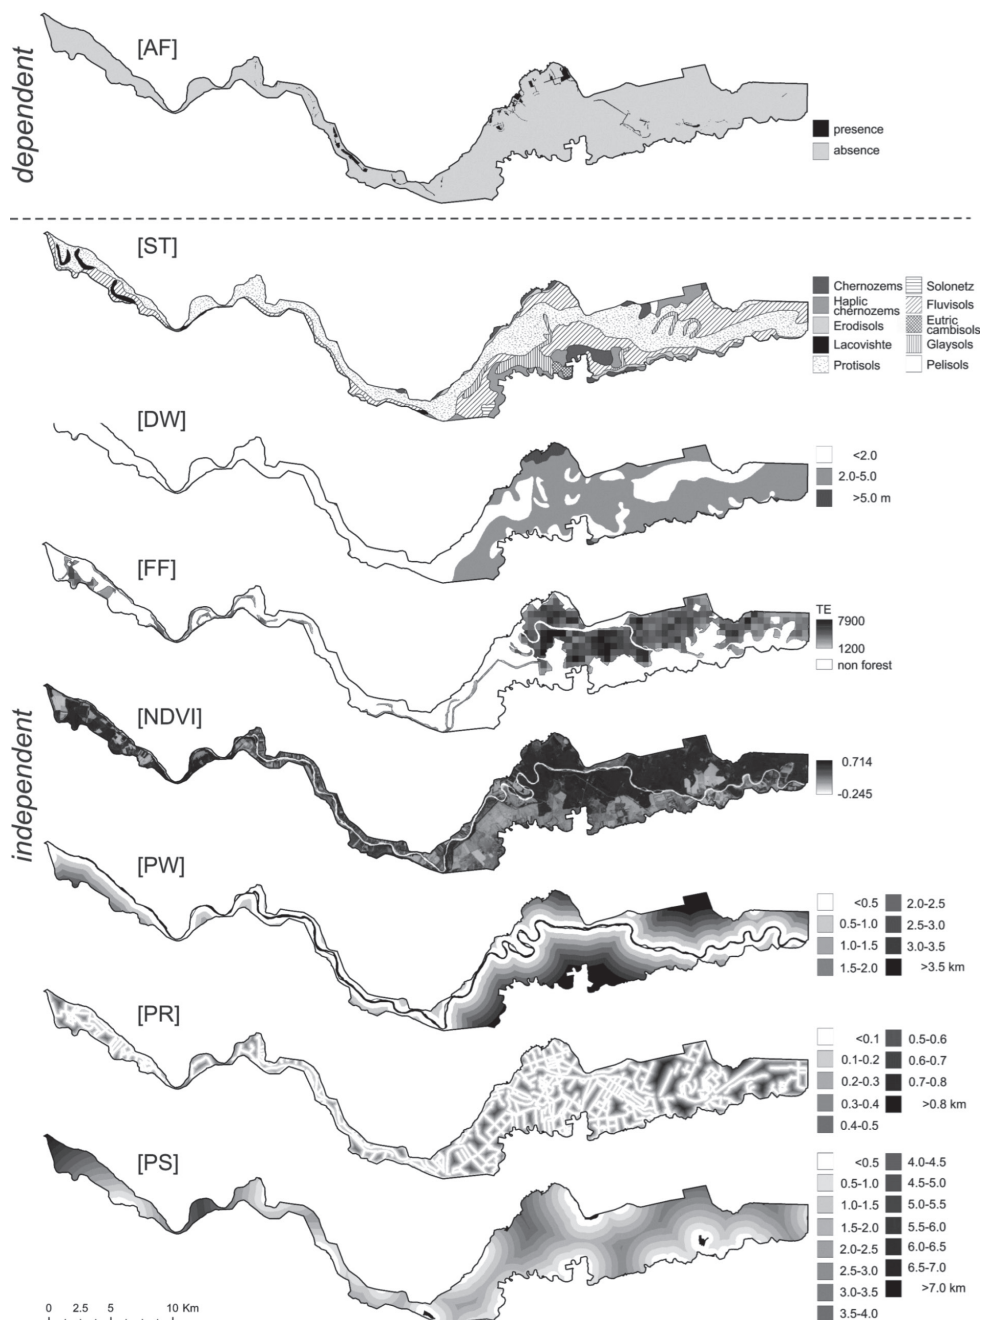 dependent
[AF]
presence
absence
independent
[ST]
Chernozems
Haplic
chernozems
Erodisols
Lacovishte
Protisols
Solonetz
Fluvisols
Eutric
cambisols
Glaysols
Pelisols
[DW]
<2.0
2.0-5.0
>5.0 m
[FF]
TE
7900
1200
non forest
[NDVI]
0.714
-0.245
[PW]
<0.5
0.5-1.0
1.0-1.5
1.5-2.0
2.0-2.5
2.5-3.0
3.0-3.5
>3.5 km
[PR]
<0.1
0.1-0.2
0.2-0.3
0.3-0.4
0.4-0.5
0.5-0.6
0.6-0.7
0.7-0.8
>0.8 km
[PS]
<0.5
0.5-1.0
1.0-1.5
1.5-2.0
2.0-2.5
2.5-3.0
3.0-3.5
3.5-4.0
4.0-4.5
4.5-5.0
5.0-5.5
5.5-6.0
6.0-6.5
6.5-7.0
>7.0 km
0 2.5 5 10 Km